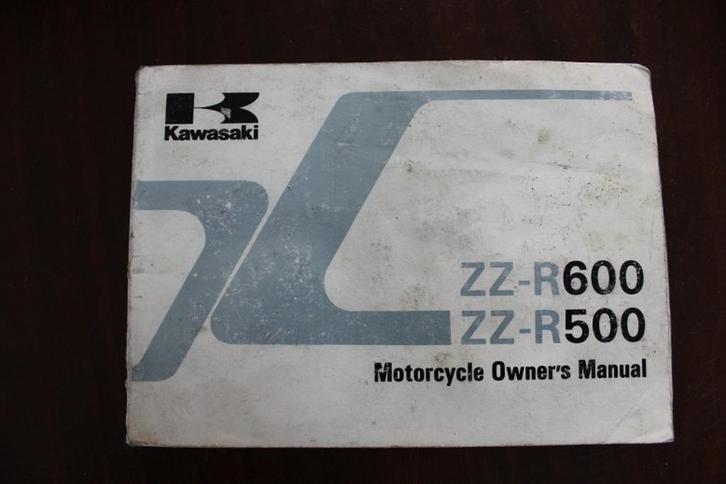 Kawasaki
ZZ-R600
ZZ-R500
Motorcycle Owner's Manual